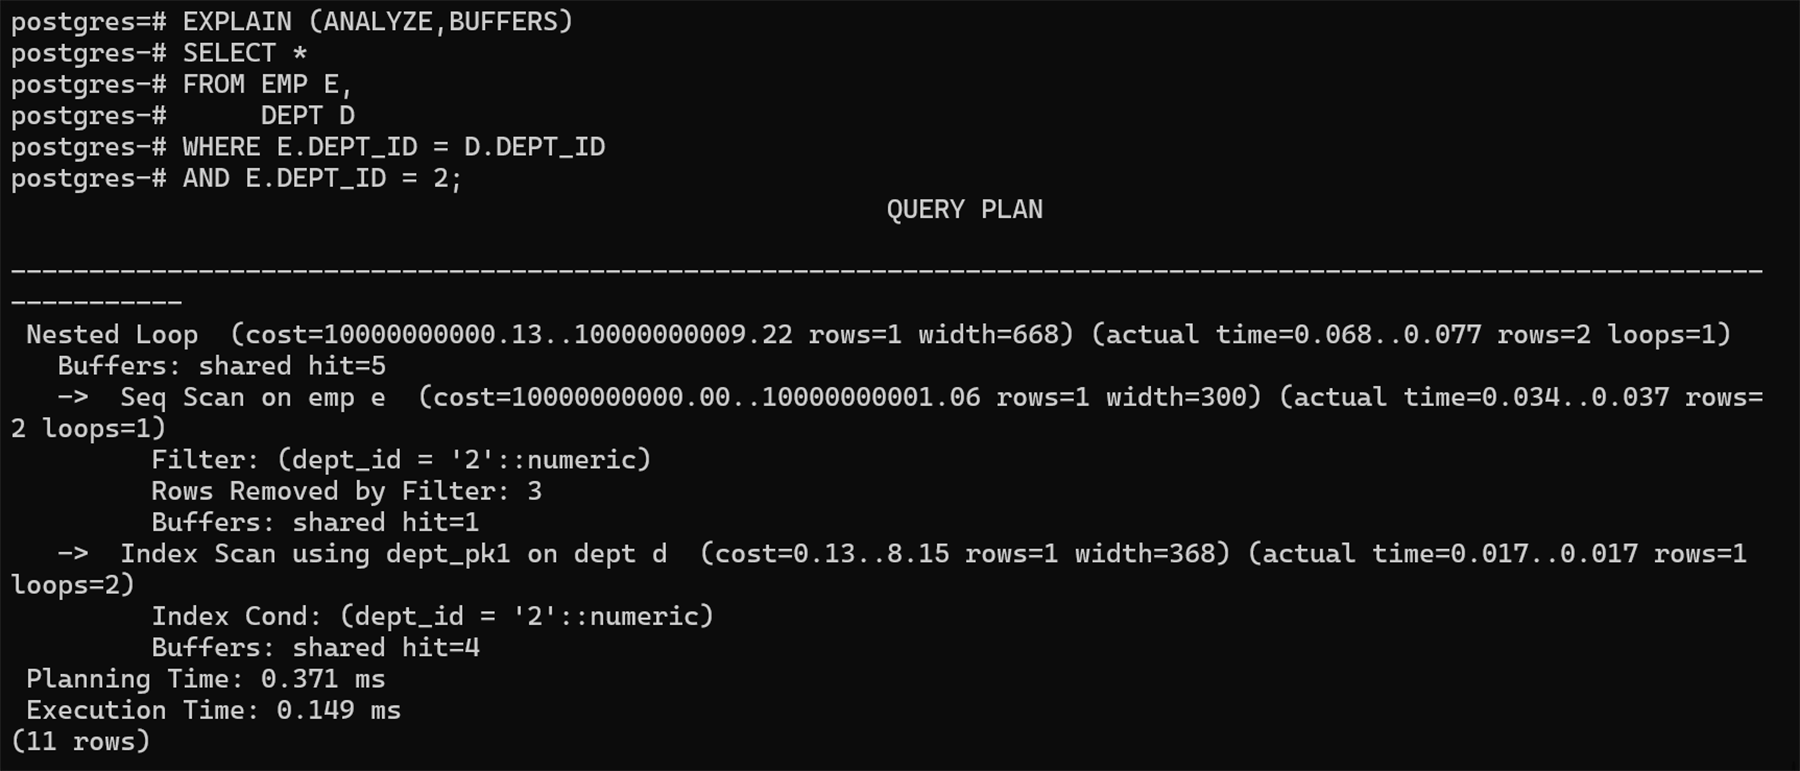 postgres=# EXPLAIN (ANALYZE,BUFFERS)
postgres-# SELECT *
postgres-# FROM EMP E,
postgres-#      DEPT D
postgres-# WHERE E.DEPT_ID = D.DEPT_ID
postgres-# AND E.DEPT_ID = 2;
QUERY PLAN
----------------------------------------------------------------------------------------------------------------
-----------
 Nested Loop  (cost=10000000000.13..10000000009.22 rows=1 width=668) (actual time=0.068..0.077 rows=2 loops=1)
   Buffers: shared hit=5
   ->  Seq Scan on emp e  (cost=10000000000.00..10000000001.06 rows=1 width=300) (actual time=0.034..0.037 rows=
2 loops=1)
         Filter: (dept_id = '2'::numeric)
         Rows Removed by Filter: 3
         Buffers: shared hit=1
   ->  Index Scan using dept_pk1 on dept d  (cost=0.13..8.15 rows=1 width=368) (actual time=0.017..0.017 rows=1
loops=2)
         Index Cond: (dept_id = '2'::numeric)
         Buffers: shared hit=4
 Planning Time: 0.371 ms
 Execution Time: 0.149 ms
(11 rows)